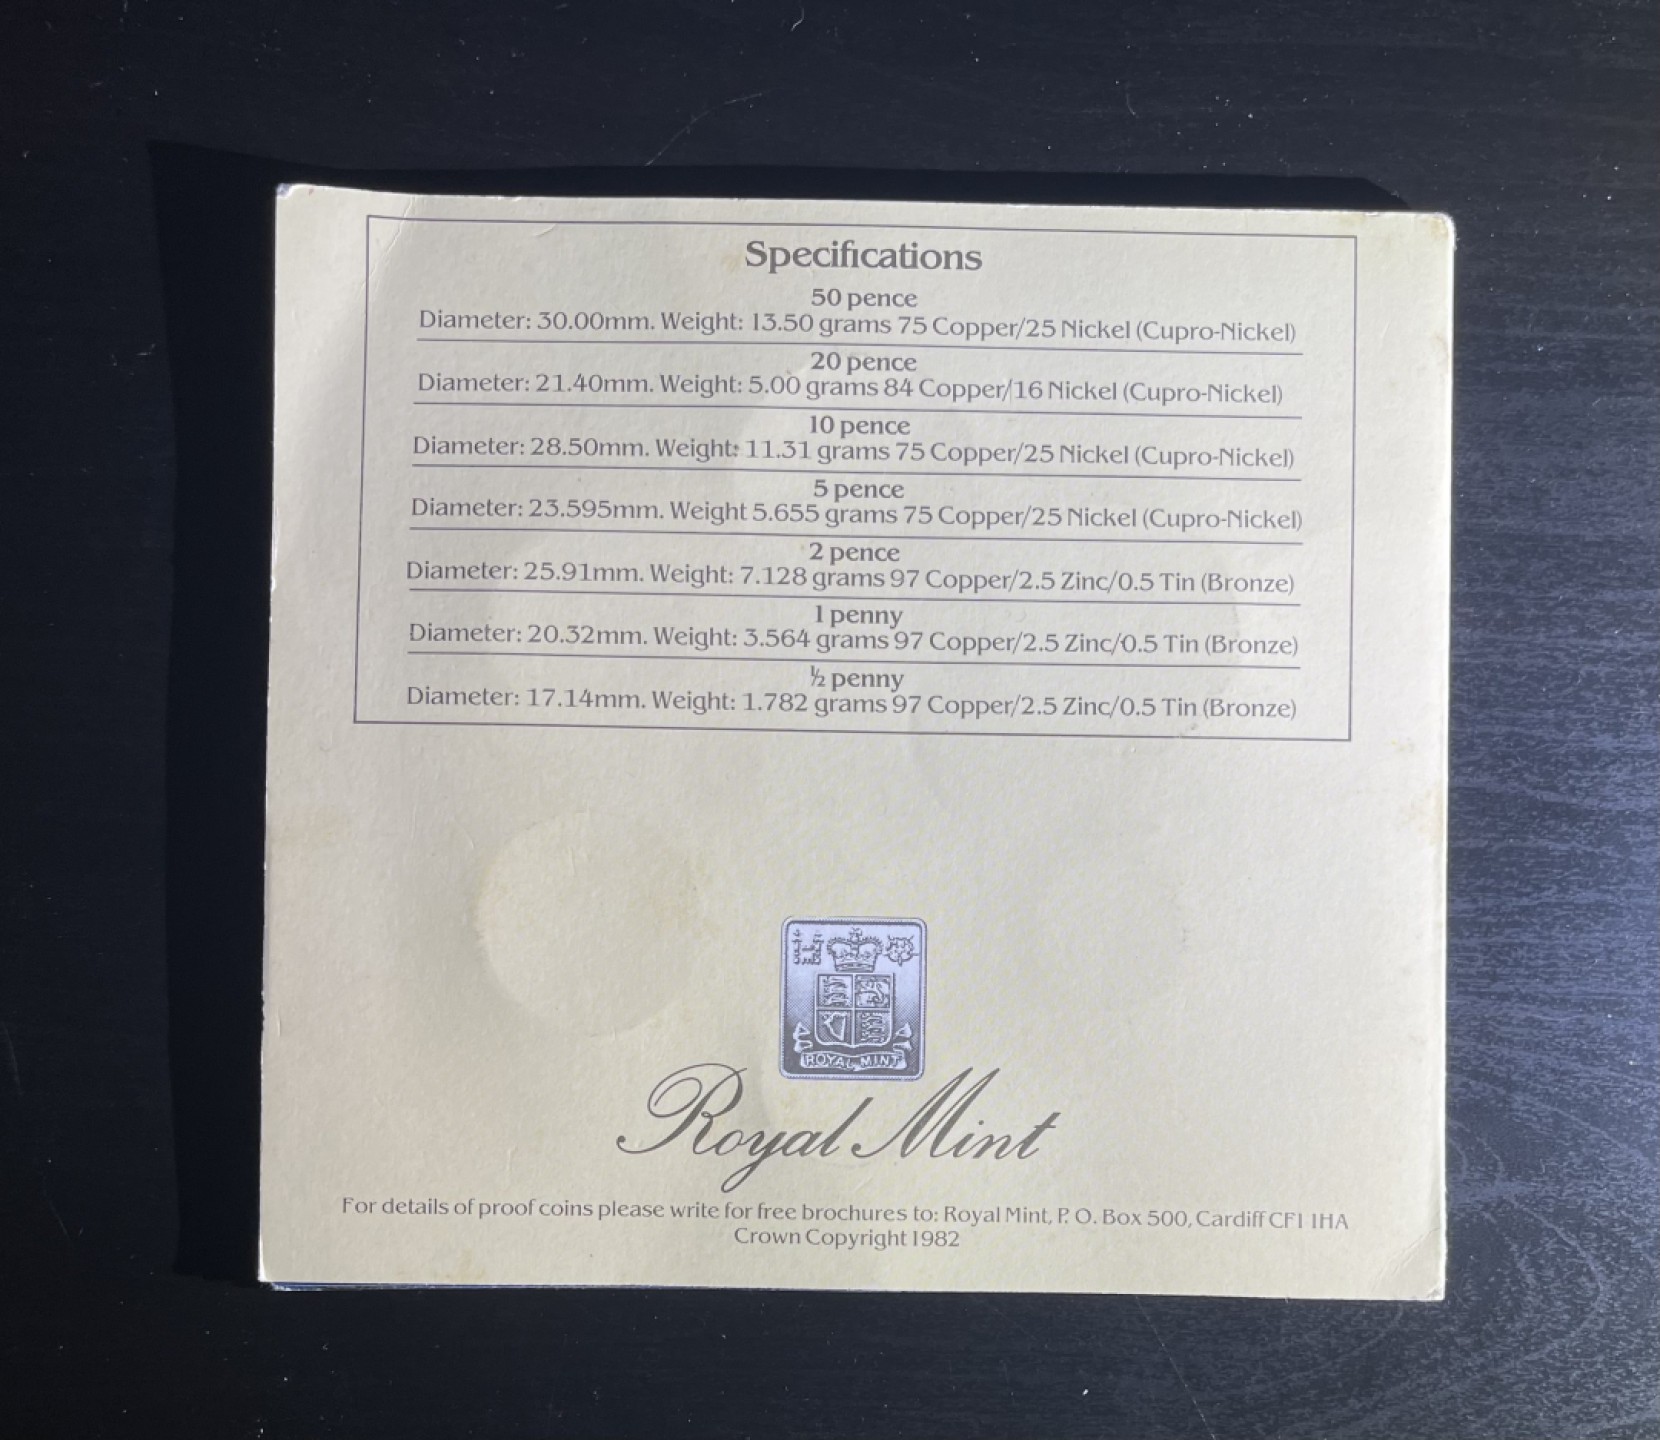 Specifications
50 pence
Diameter: 30.00mm. Weight: 13.50 grams 75 Copper/25 Nickel (Cupro-Nickel)
20 pence
Diameter: 21.40mm. Weight: 5.00 grams 84 Copper/16 Nickel (Cupro-Nickel)
10 pence
Diameter: 28.50mm. Weight: 11.31 grams 75 Copper/25 Nickel (Cupro-Nickel)
5 pence
Diameter: 23.595mm. Weight 5.655 grams 75 Copper/25 Nickel (Cupro-Nickel)
2 pence
Diameter: 25.91mm. Weight: 7.128 grams 97 Copper/2.5 Zinc/0.5 Tin (Bronze)
1 penny
Diameter: 20.32mm. Weight: 3.564 grams 97 Copper/2.5 Zinc/0.5 Tin (Bronze)
½ penny
Diameter: 17.14mm. Weight: 1.782 grams 97 Copper/2.5 Zinc/0.5 Tin (Bronze)
ROYAL MINT
Royal Mint
For details of proof coins please write for free brochures to: Royal Mint, P. O. Box 500, Cardiff CF1 1HA
Crown Copyright 1982